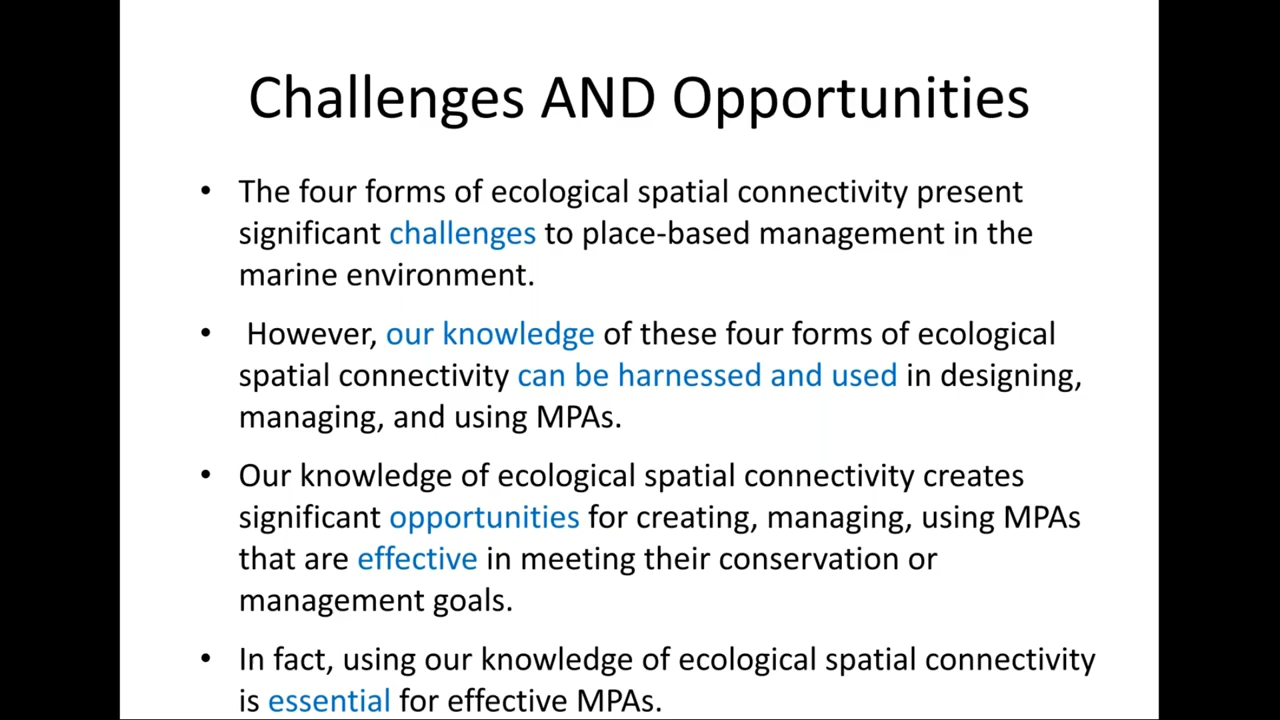 Challenges AND Opportunities
• The four forms of ecological spatial connectivity present
significant challenges to place-based management in the
marine environment.
• However, our knowledge of these four forms of ecological
spatial connectivity can be harnessed and used in designing,
managing, and using MPAs.
• Our knowledge of ecological spatial connectivity creates
significant opportunities for creating, managing, using MPAs
that are effective in meeting their conservation or
management goals.
• In fact, using our knowledge of ecological spatial connectivity
is essential for effective MPAs.